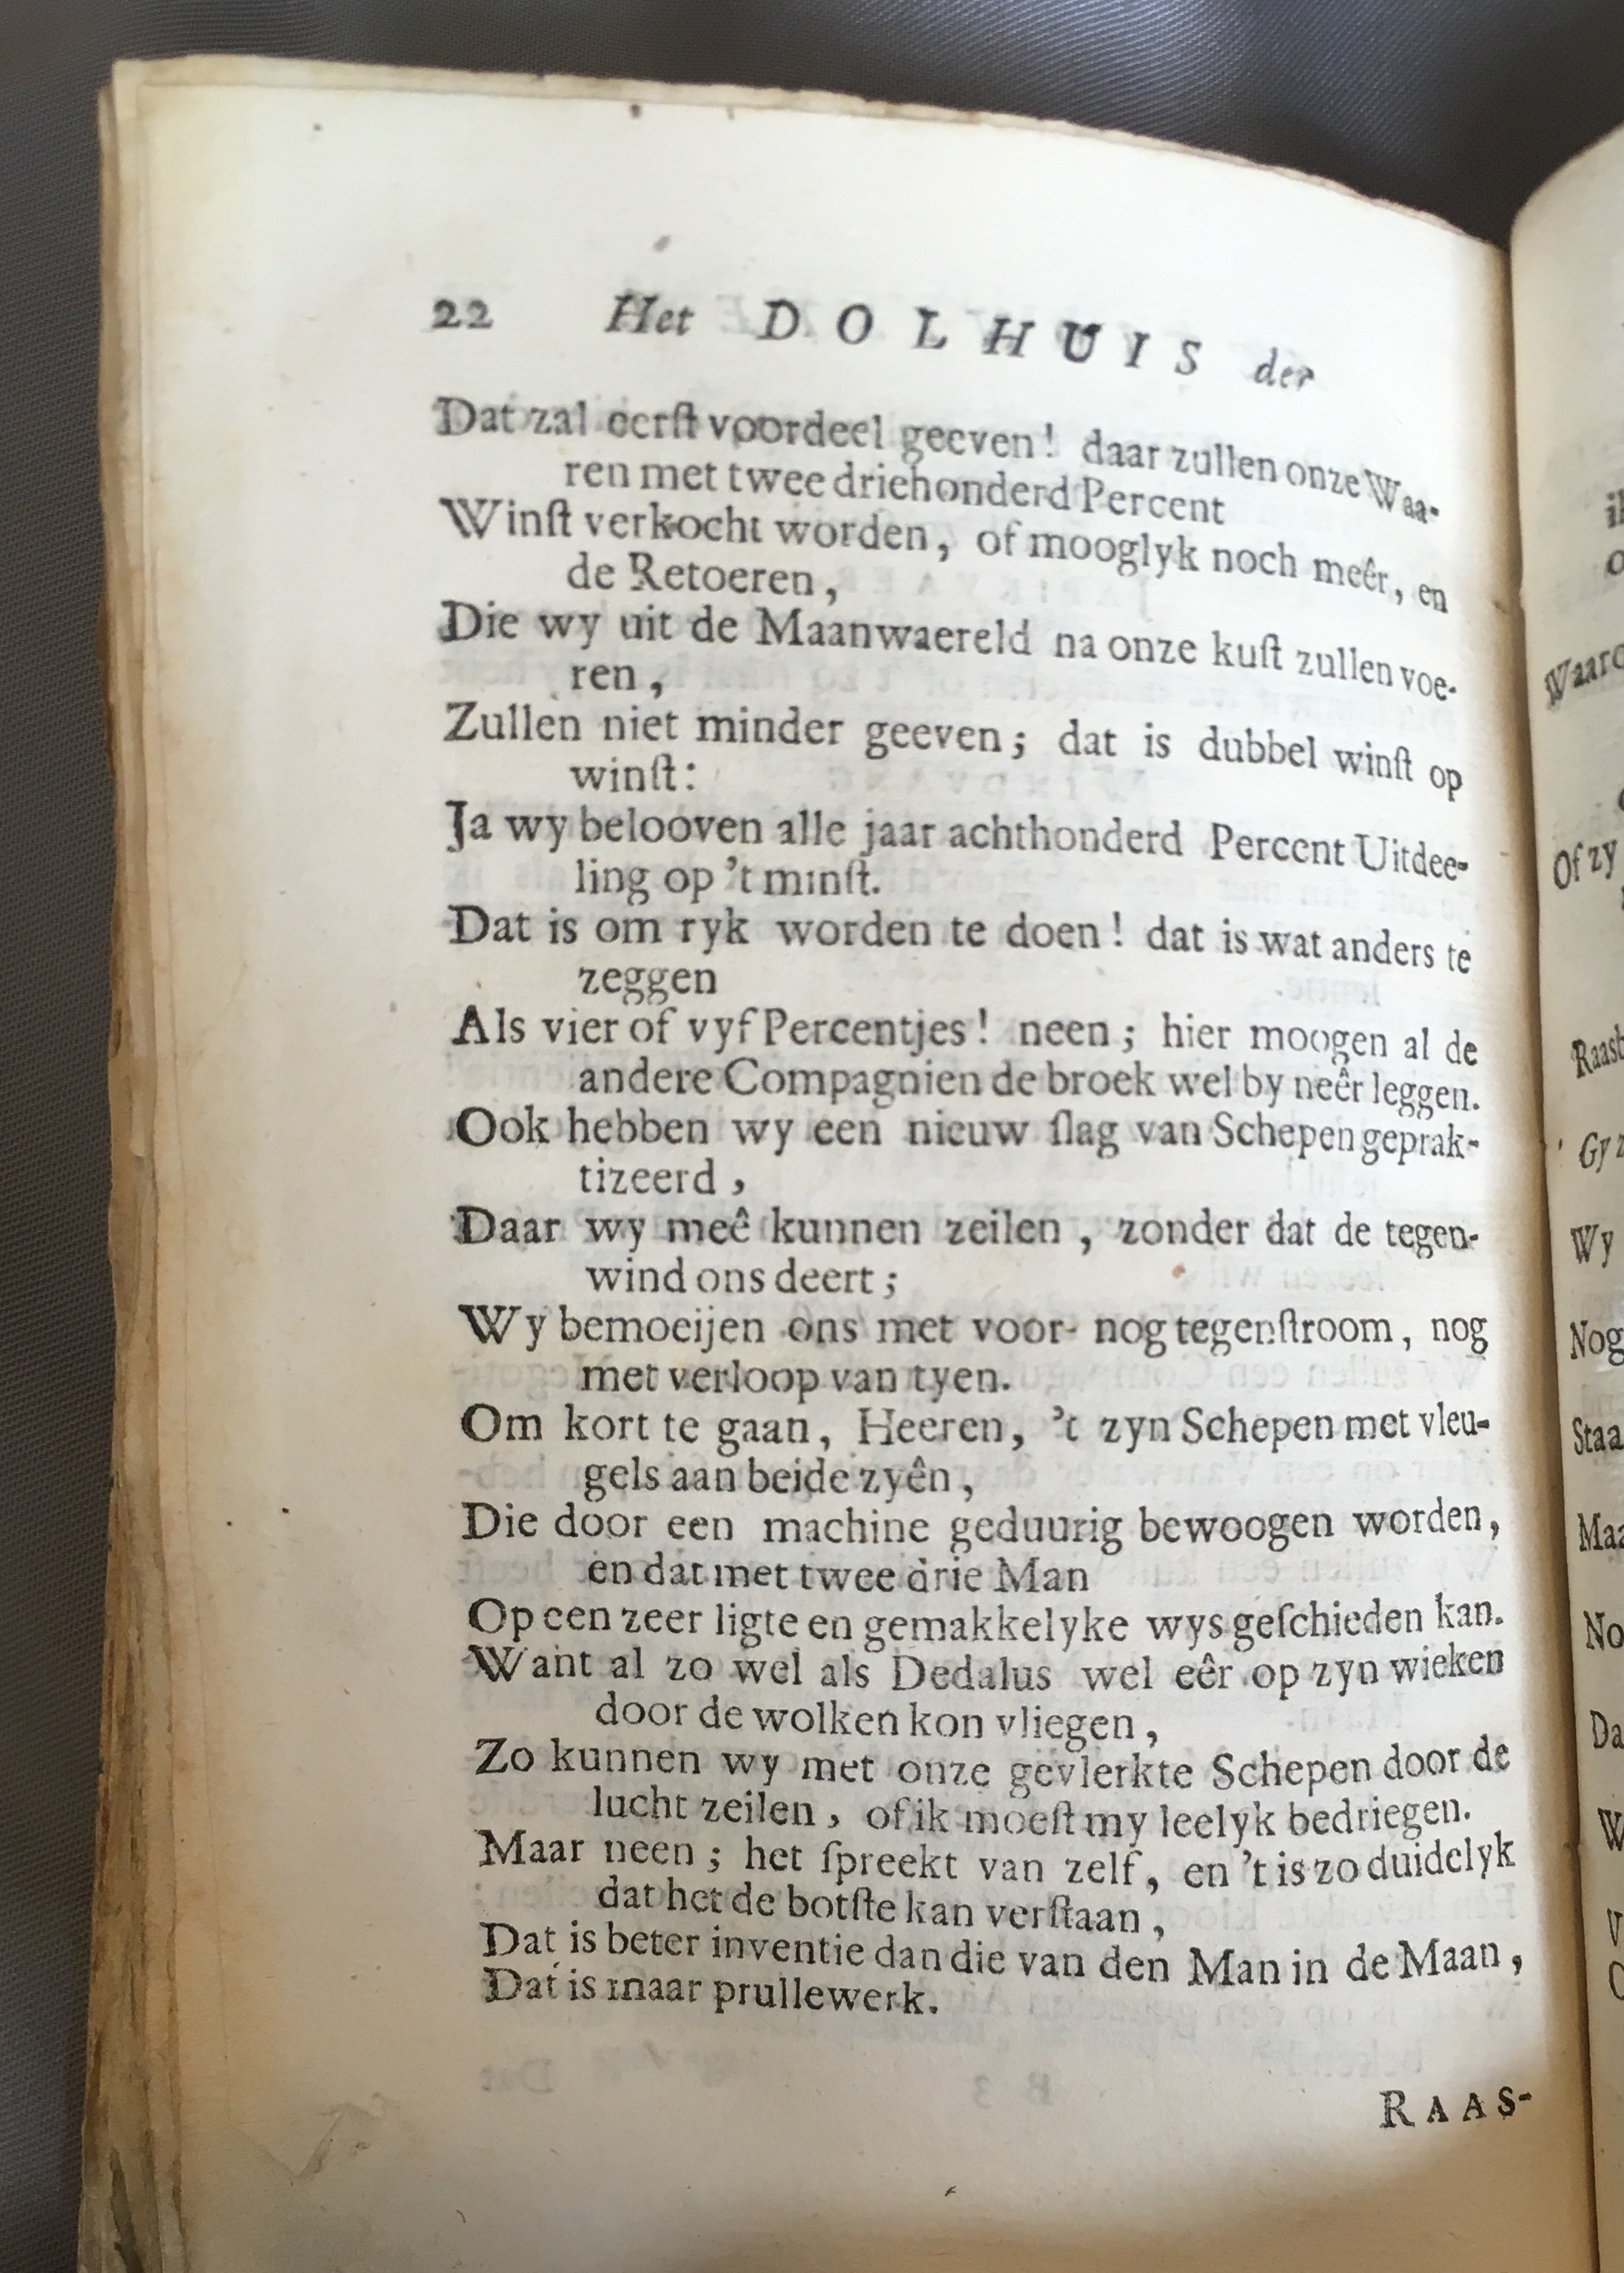 22 Het DOLHUIS der
Dat zal eerſt voordeel geeven! daar zullen onze Waa-
ren met twee driehonderd Percent
Winſt verkocht worden, of mooglyk noch meêr, en
de Retoeren,
Die wy uit de Maanwaereld na onze kuſt zullen voe-
ren,
Zullen niet minder geeven; dat is dubbel winſt op
winſt:
Ja wy belooven alle jaar achthonderd Percent Uitdee-
ling op 't minſt.
Dat is om ryk worden te doen! dat is wat anders te
zeggen
Als vier of vyf Percentjes! neen; hier moogen al de
andere Compagnien de broek wel by neêr leggen.
Ook hebben wy een nieuw ſlag van Schepen geprak-
tizeerd,
Daar wy meê kunnen zeilen, zonder dat de tegen-
wind ons deert;
Wy bemoeijen ons met voor- nog tegenſtroom, nog
met verloop van tyen.
Om kort te gaan, Heeren, 't zyn Schepen met vleu-
gels aan beide zyên,
Die door een machine geduurig bewoogen worden,
en dat met twee drie Man
Op een zeer ligte en gemakkelyke wys geſchieden kan.
Want al zo wel als Dedalus wel eêr op zyn wieken
door de wolken kon vliegen,
Zo kunnen wy met onze gevlerkte Schepen door de
lucht zeilen, of ik moeſt my leelyk bedriegen.
Maar neen; het ſpreekt van zelf, en 't is zo duidelyk
dat het de botſte kan verſtaan,
Dat is beter inventie dan die van den Man in de Maan,
Dat is maar prullewerk.
RAAS-
Waaro
Of zy
Raasb
Gy z
Wy
Nog
Staa
Maa
No
Da